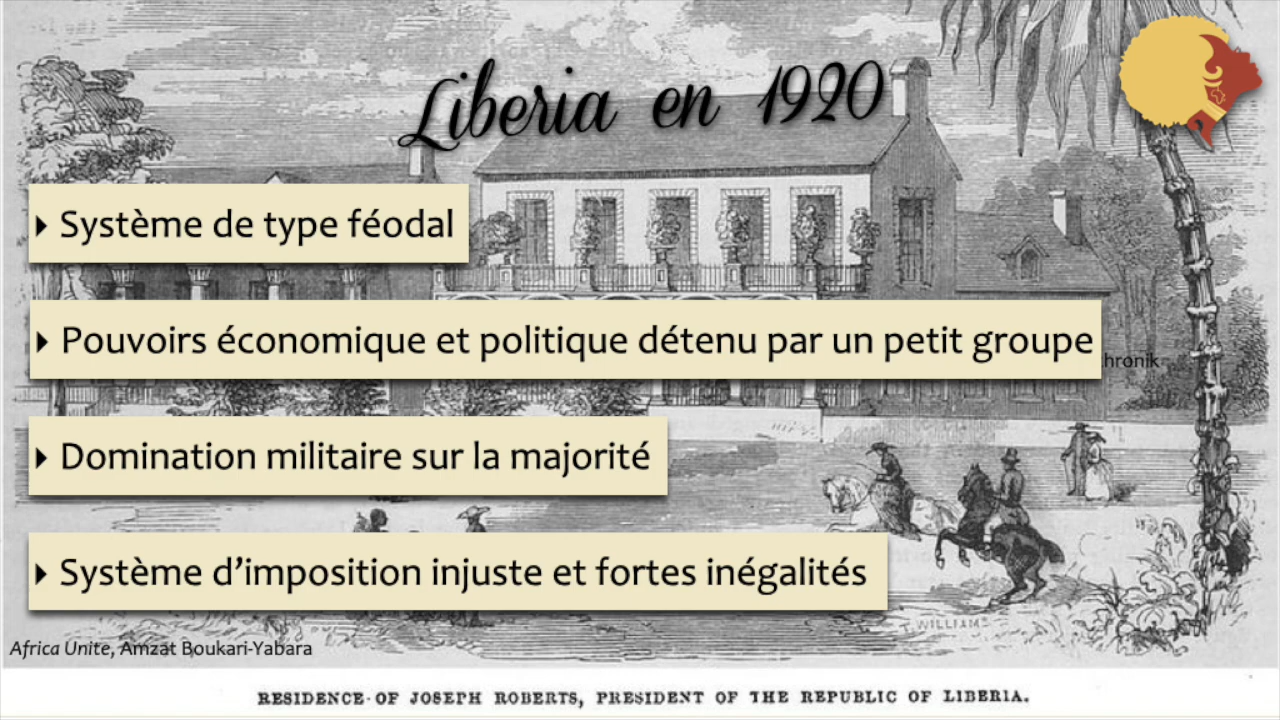 Liberia en 1920
‣ Système de type féodal
‣ Pouvoirs économique et politique détenu par un petit groupe
hronik
‣ Domination militaire sur la majorité
‣ Système d’imposition injuste et fortes inégalités
T. WILLIAMS
Africa Unite, Amzat Boukari-Yabara
RESIDENCE OF JOSEPH ROBERTS, PRESIDENT OF THE REPUBLIC OF LIBERIA.